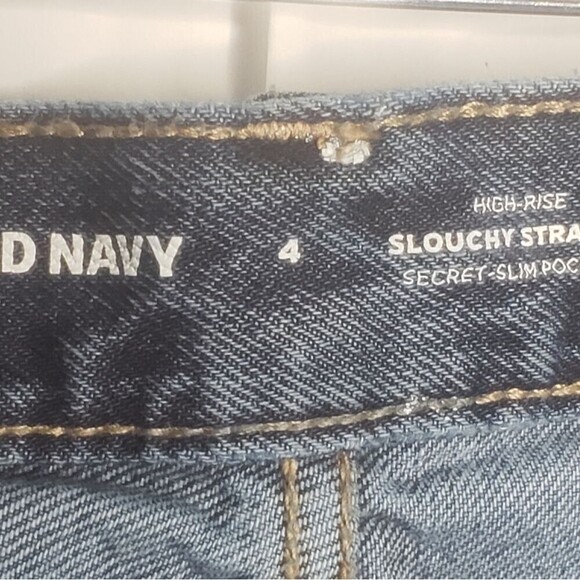 D NAVY
4
HIGH-RISE
SLOUCHY STRA
SECRET-SLIM POC